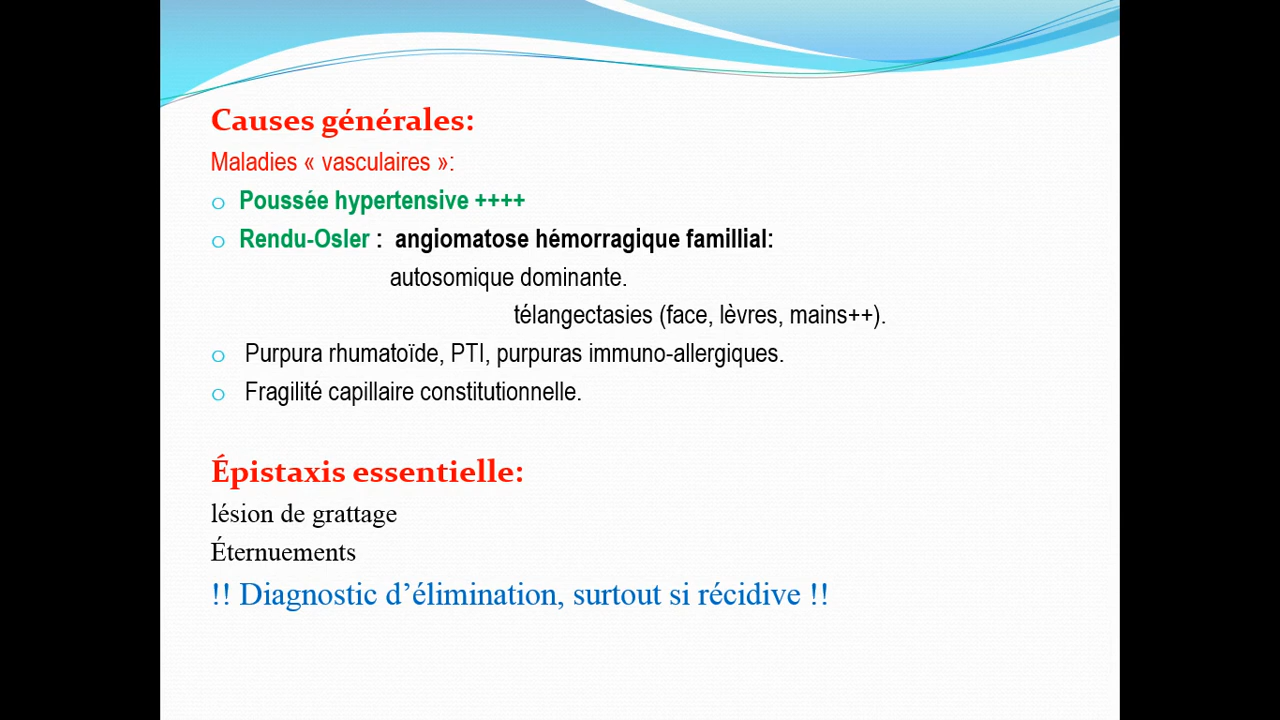 Causes générales:
Maladies « vasculaires »:
o Poussée hypertensive ++++
o Rendu-Osler : angiomatose hémorragique famillial:
autosomique dominante.
télangectasies (face, lèvres, mains++).
o Purpura rhumatoïde, PTI, purpuras immuno-allergiques.
o Fragilité capillaire constitutionnelle.
Épistaxis essentielle:
lésion de grattage
Éternuements
!! Diagnostic d’élimination, surtout si récidive !!